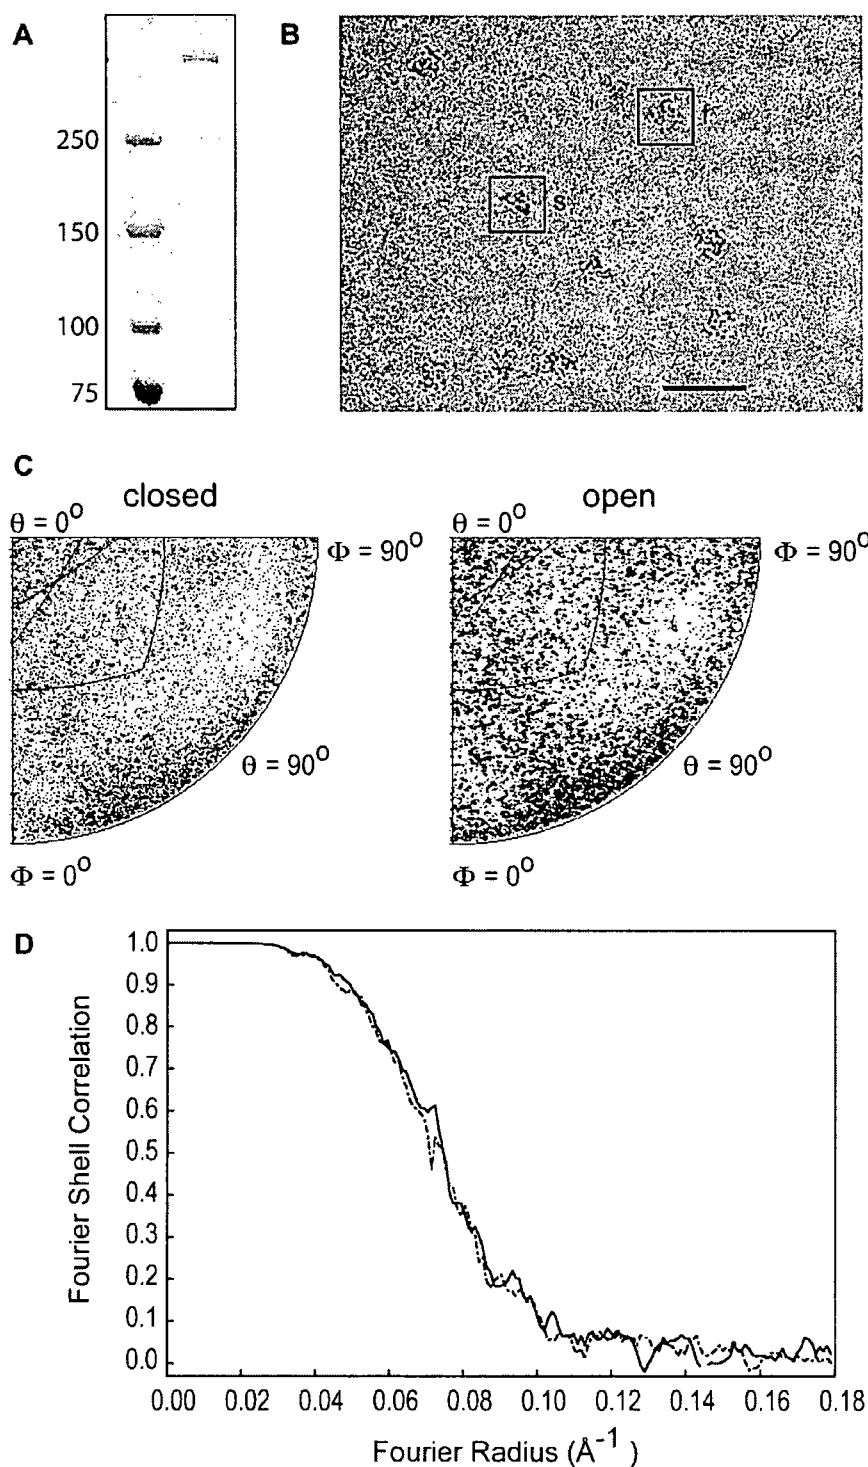 A
250
150
100
75
B
r
s
C
closed
θ = 0°
Φ = 90°
θ = 90°
Φ = 0°
open
θ = 0°
Φ = 90°
θ = 90°
Φ = 0°
D
Fourier Shell Correlation
1.0
0.9
0.8
0.7
0.6
0.5
0.4
0.3
0.2
0.1
0.0
0.00 0.02 0.04 0.06 0.08 0.10 0.12 0.14 0.16 0.18
Fourier Radius (Å⁻¹)